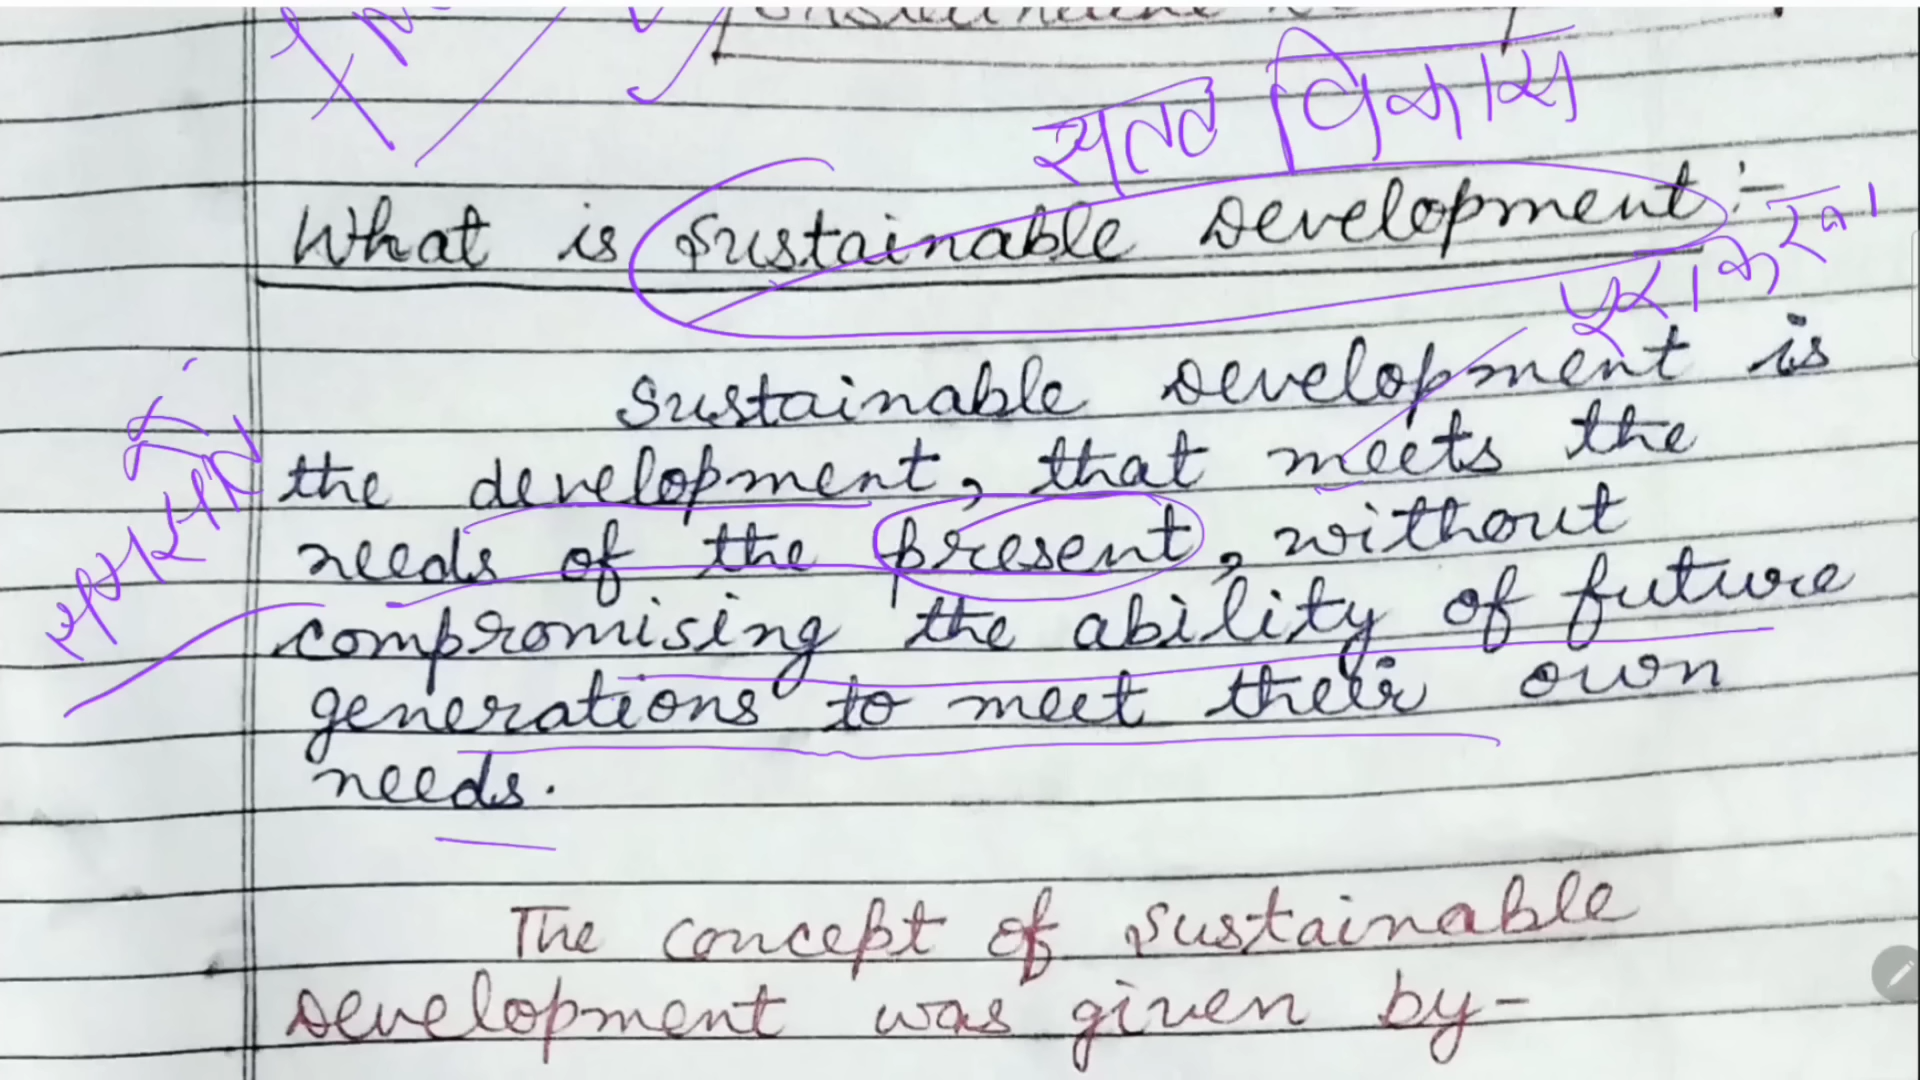 सतत विकास
What is Sustainable Development :-
पूरा करना
Sustainable Development is
the development, that meets the
needs of the present, without
compromising the ability of future
generations to meet their own
needs.
The concept of Sustainable
Development was given by-